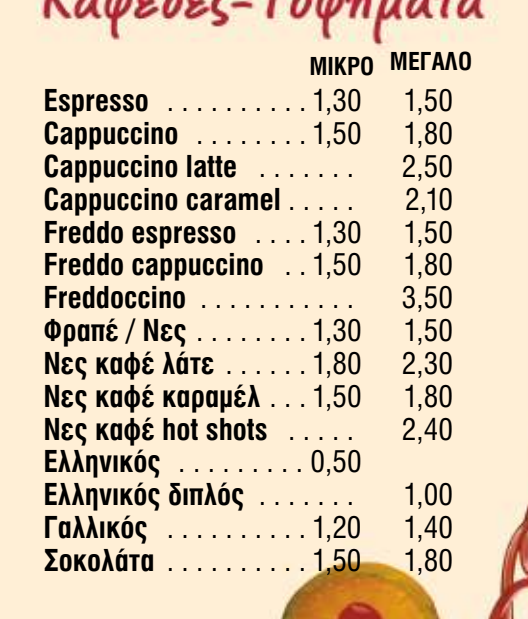 Καφέδες-Ροφήματα
ΜΙΚΡΟ ΜΕΓΑΛΟ
Espresso . . . . . . . . . . 1,30 1,50
Cappuccino . . . . . . . . 1,50 1,80
Cappuccino latte . . . . . . . 2,50
Cappuccino caramel . . . . . 2,10
Freddo espresso . . . . 1,30 1,50
Freddo cappuccino . . 1,50 1,80
Freddoccino . . . . . . . . . . . 3,50
Φραπέ / Νες . . . . . . . . 1,30 1,50
Νες καφέ λάτε . . . . . . 1,80 2,30
Νες καφέ καραμέλ . . . 1,50 1,80
Νες καφέ hot shots . . . . . 2,40
Ελληνικός . . . . . . . . . 0,50
Ελληνικός διπλός . . . . . . . 1,00
Γαλλικός . . . . . . . . . . 1,20 1,40
Σοκολάτα . . . . . . . . . . 1,50 1,80